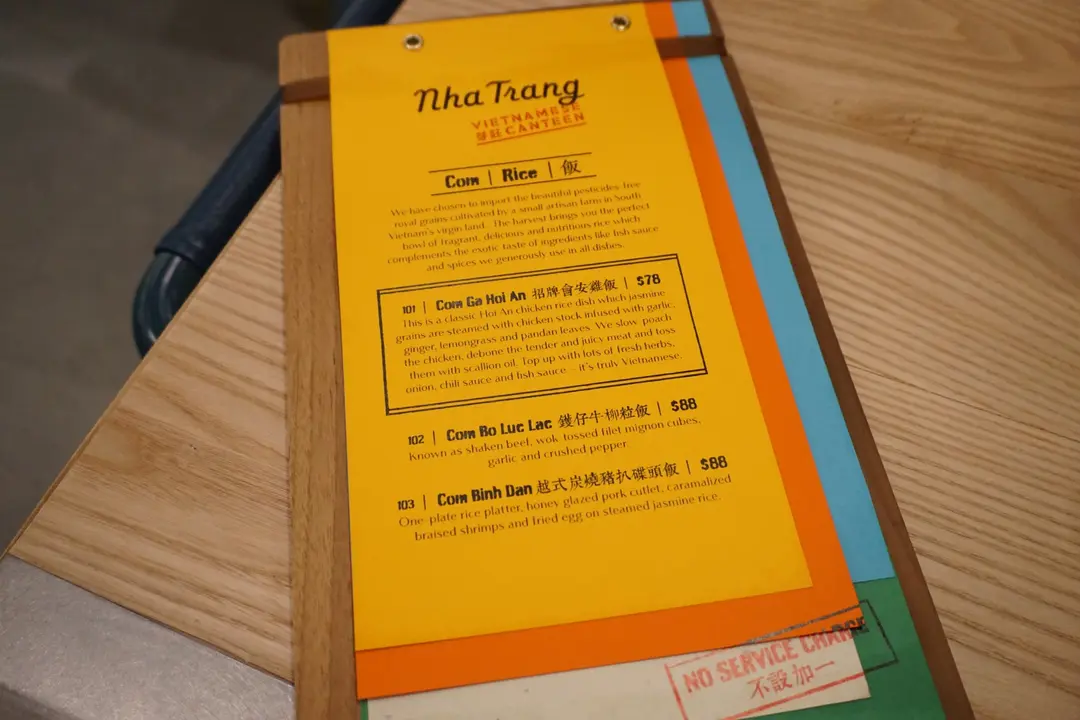 Nha Trang
VIETNAMESE
芽莊 CANTEEN
Com | Rice | 飯
We have chosen to import the beautiful pesticides-free
royal grains cultivated by a small artisan farm in South
Vietnam's virgin land. The harvest brings you the perfect
bowl of fragrant, delicious and nutritious rice which
complements the exotic taste of ingredients like fish sauce
and spices we generously use in all dishes.
101 | Com Ga Hoi An 招牌會安雞飯 | $78
This is a classic Hoi An chicken rice dish which jasmine
grains are steamed with chicken stock infused with garlic,
ginger, lemongrass and pandan leaves. We slow-poach
the chicken, debone the tender and juicy meat and toss
them with scallion oil. Top up with lots of fresh herbs,
onion, chili sauce and fish sauce – it's truly Vietnamese.
102 | Com Bo Luc Lac 鑊仔牛柳粒飯 | $88
Known as shaken beef, wok-tossed filet mignon cubes,
garlic and crushed pepper.
103 | Com Binh Dan 越式炭燒豬扒碟頭飯 | $88
One-plate rice platter, honey glazed pork cutlet, caramalized
braised shrimps and fried egg on steamed jasmine rice.
NO SERVICE CHARGE
不設加一